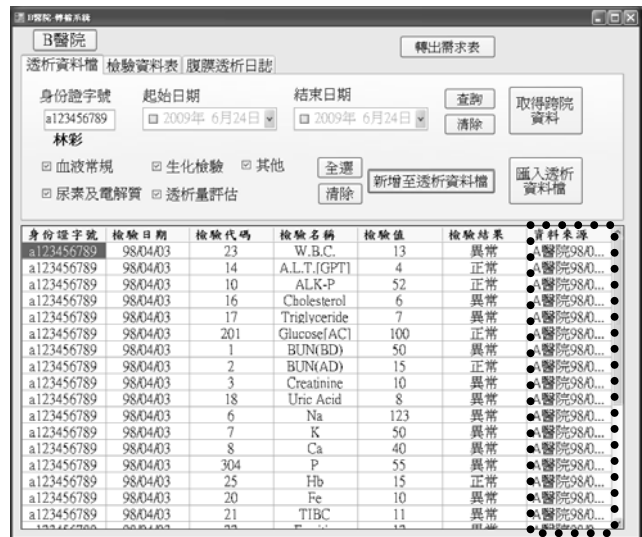 B醫院-轉輸系統
B醫院 轉出需求表
透析資料檔 檢驗資料表 腹膜透析日誌
身份證字號 起始日期 結束日期 查詢 取得跨院資料
a123456789 2009年 6月24日 2009年 6月24日 清除
林彩
血液常規 生化檢驗 其他 全選 新增至透析資料檔 匯入透析資料檔
尿素及電解質 透析量評估 清除
身份證字號 檢驗日期 檢驗代碼 檢驗名稱 檢驗值 檢驗結果 資料來源
a123456789 98/04/03 23 W.B.C. 13 異常 A醫院98/0...
a123456789 98/04/03 14 A.L.T.[GPT] 4 正常 A醫院98/0...
a123456789 98/04/03 10 ALK-P 52 異常 A醫院98/0...
a123456789 98/04/03 16 Cholesterol 6 異常 A醫院98/0...
a123456789 98/04/03 17 Triglyceride 7 異常 A醫院98/0...
a123456789 98/04/03 201 Glucose[AC] 100 正常 A醫院98/0...
a123456789 98/04/03 1 BUN(BD) 50 異常 A醫院98/0...
a123456789 98/04/03 2 BUN(AD) 15 正常 A醫院98/0...
a123456789 98/04/03 3 Creatinine 10 異常 A醫院98/0...
a123456789 98/04/03 18 Uric Acid 8 異常 A醫院98/0...
a123456789 98/04/03 6 Na 123 異常 A醫院98/0...
a123456789 98/04/03 7 K 50 異常 A醫院98/0...
a123456789 98/04/03 8 Ca 40 異常 A醫院98/0...
a123456789 98/04/03 304 P 55 異常 A醫院98/0...
a123456789 98/04/03 25 Hb 15 正常 A醫院98/0...
a123456789 98/04/03 20 Fe 10 異常 A醫院98/0...
a123456789 98/04/03 21 TIBC 11 異常 A醫院98/0...